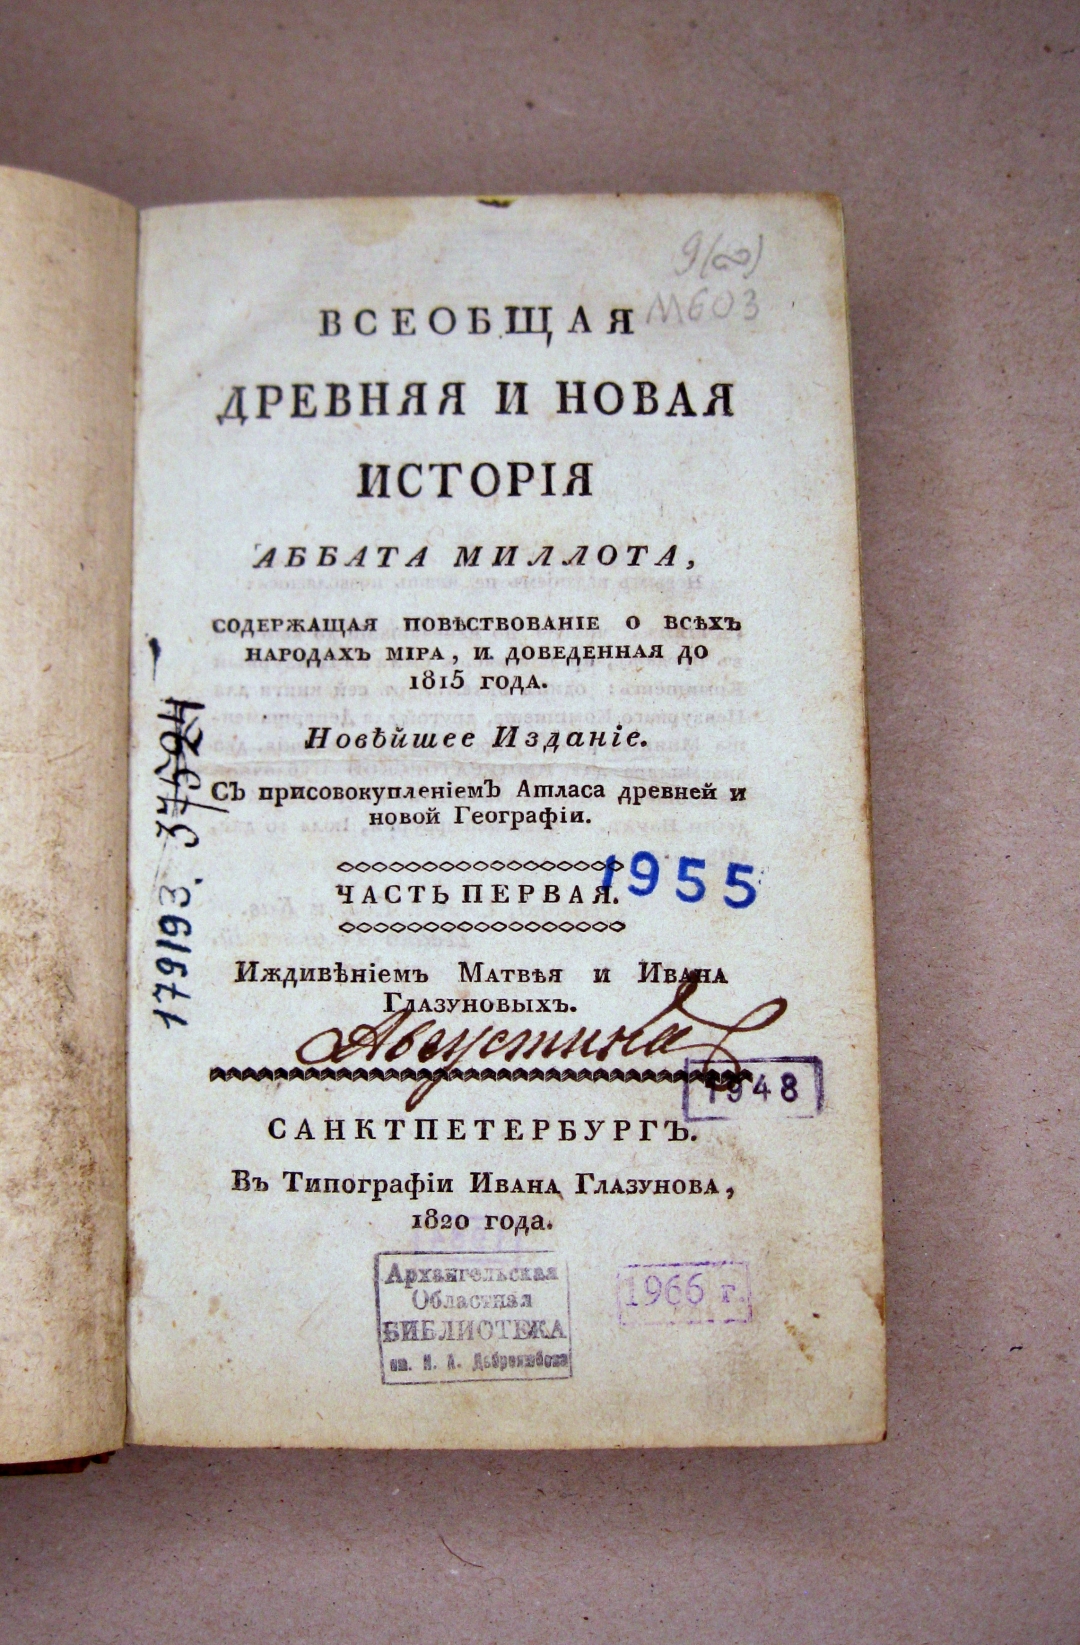 9(∞)
М603
ВСЕОБЩАЯ
ДРЕВНЯЯ И НОВАЯ
ИСТОРІЯ
АББАТА МИЛЛОТА,
СОДЕРЖАЩАЯ ПОВѢСТВОВАНІЕ О ВСѢХЪ
НАРОДАХЪ МІРА, И ДОВЕДЕННАЯ ДО
1815 ГОДА.
Новѣйшее Изданіе.
Съ присовокупленіемъ Атласа древней и
новой Географіи.
1955
ЧАСТЬ ПЕРВАЯ.
Иждивѣніемъ Матвѣя и Ивана
Глазуновыхъ.
Августина
1948
САНКТПЕТЕРБУРГЪ.
Въ Типографіи Ивана Глазунова,
1820 года.
Архангельская
Областная
БИБЛИОТЕКА
им. Н. А. Добролюбова
1966 г.
179193.